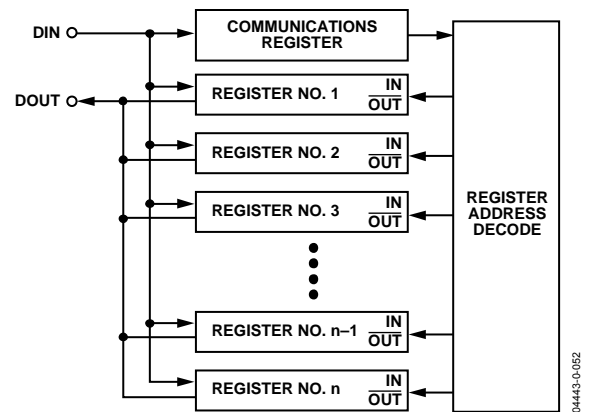 DIN
COMMUNICATIONS
REGISTER
DOUT
REGISTER NO. 1
IN
OUT
REGISTER NO. 2
IN
OUT
REGISTER NO. 3
IN
OUT
REGISTER
ADDRESS
DECODE
REGISTER NO. n–1
IN
OUT
REGISTER NO. n
IN
OUT
04443-0-052